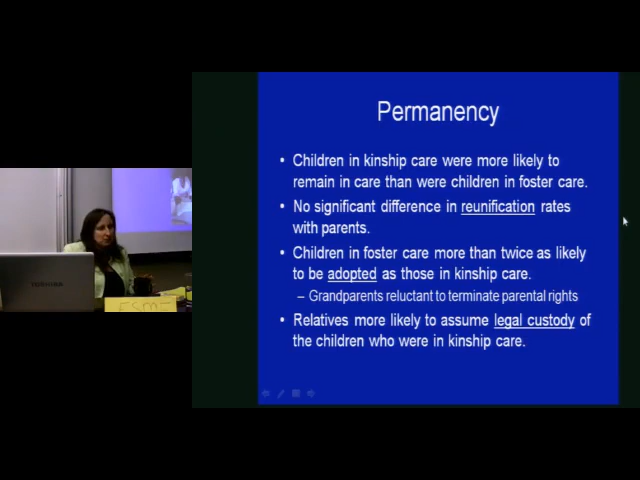 Permanency
• Children in kinship care were more likely to
remain in care than were children in foster care.
• No significant difference in reunification rates
with parents.
• Children in foster care more than twice as likely
to be adopted as those in kinship care.
– Grandparents reluctant to terminate parental rights
• Relatives more likely to assume legal custody of
the children who were in kinship care.
TOSHIBA